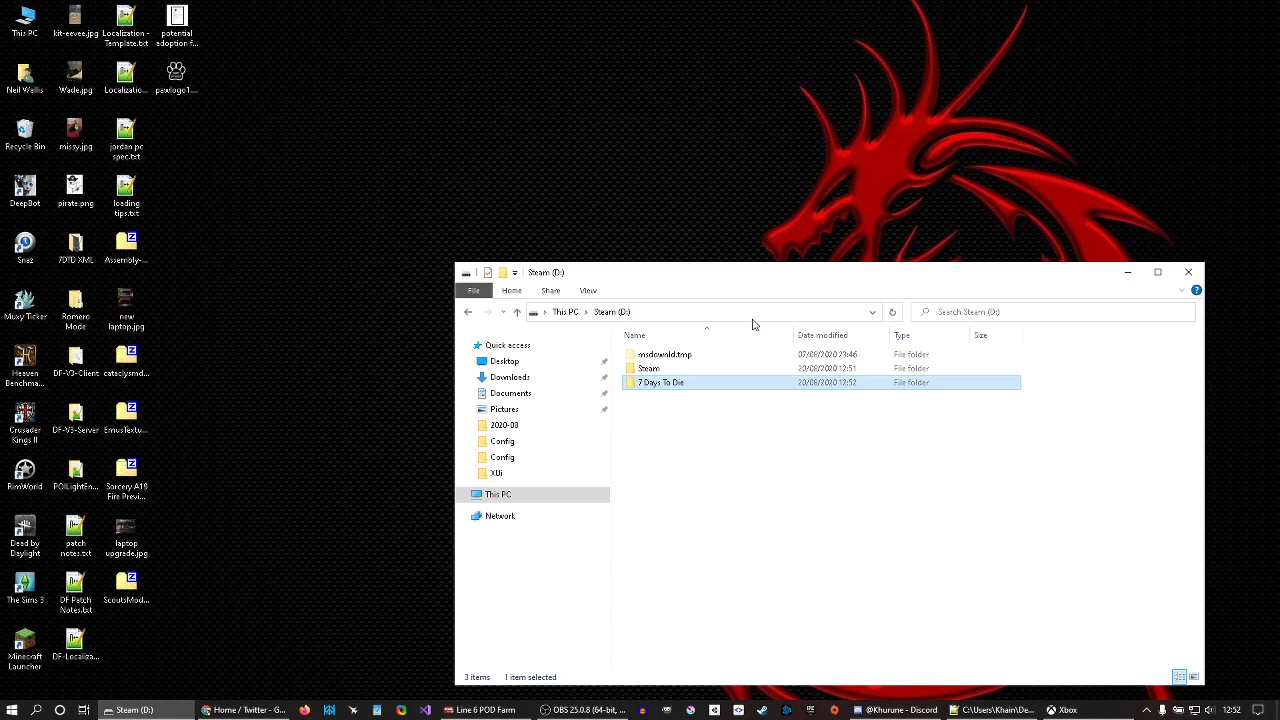 This PC
kit-eevee.jpg
Localization -
Template.txt
potential
adoption f...
Neil Wallis
Wade.jpg
Localizatio...
pawlogo1....
Recycle Bin
missy.jpg
jordan pc
spec.txt
DeepBot
pirate.png
loading
tips.txt
Snez
7DTD XML
Assembly-...
Muxy Ticker
Romero
Mode
new
laptop.jpg
Heaven
Benchma...
DF-V3-Client
cataclysmd...
Crusader
Kings II
DF-V3-Server
EmusTextu...
RimWorld
POILightEn...
Sorcery A19
Fire Previ...
Dead by
Daylight
patch
notes.txt
laptop
upgrade.jpg
The Sims 3
DF Patch
Notes.txt
ScoutsMod...
Minecraft
Launcher
DF-Localiza...
Steam (D:)
File
Home
Share
View
This PC > Steam (D:)
Search Steam (D:)
Name
Date modified
Type
Size
msdownld.tmp
07/08/2020 23:46
File folder
Steam
20/08/2020 12:51
File folder
7 Days To Die
20/08/2020 12:52
File folder
Quick access
Desktop
Downloads
Documents
Pictures
2020-08
Config
Config
XUi
This PC
Network
3 items
1 item selected
Steam (D:)
Home / Twitter - G...
Line 6 POD Farm
OBS 25.0.8 (64-bit, ...
@Khurune - Discord
C:\Users\Khain\De...
Xbox
12:52